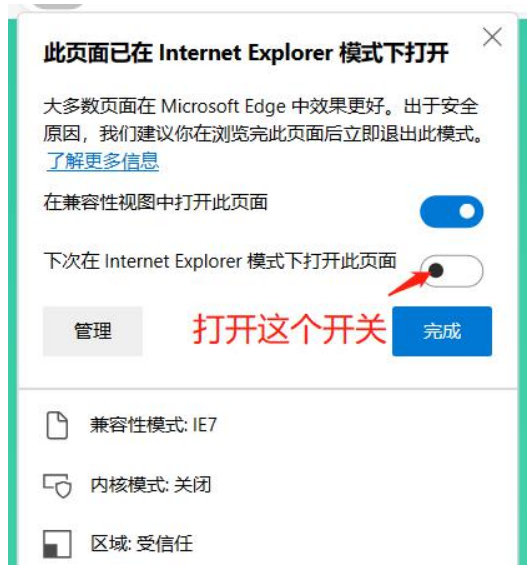 此页面已在 Internet Explorer 模式下打开
大多数页面在 Microsoft Edge 中效果更好。出于安全
原因，我们建议你在浏览完此页面后立即退出此模式。
了解更多信息
在兼容性视图中打开此页面
下次在 Internet Explorer 模式下打开此页面
管理
打开这个开关
完成
兼容性模式: IE7
内核模式: 关闭
区域: 受信任